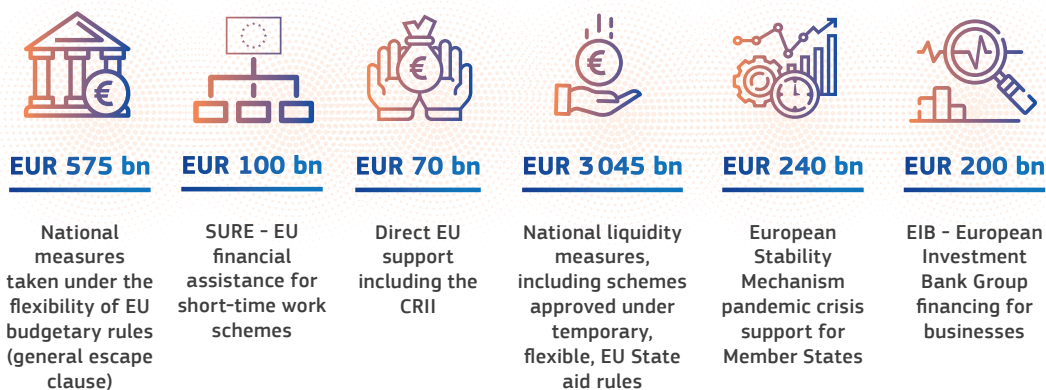 €
€
€
EUR 575 bn
National
measures
taken under the
flexibility of EU
budgetary rules
(general escape
clause)
EUR 100 bn
SURE - EU
financial
assistance for
short-time work
schemes
EUR 70 bn
Direct EU
support
including the
CRII
EUR 3 045 bn
National liquidity
measures,
including schemes
approved under
temporary,
flexible, EU State
aid rules
EUR 240 bn
European
Stability
Mechanism
pandemic crisis
support for
Member States
EUR 200 bn
EIB - European
Investment
Bank Group
financing for
businesses